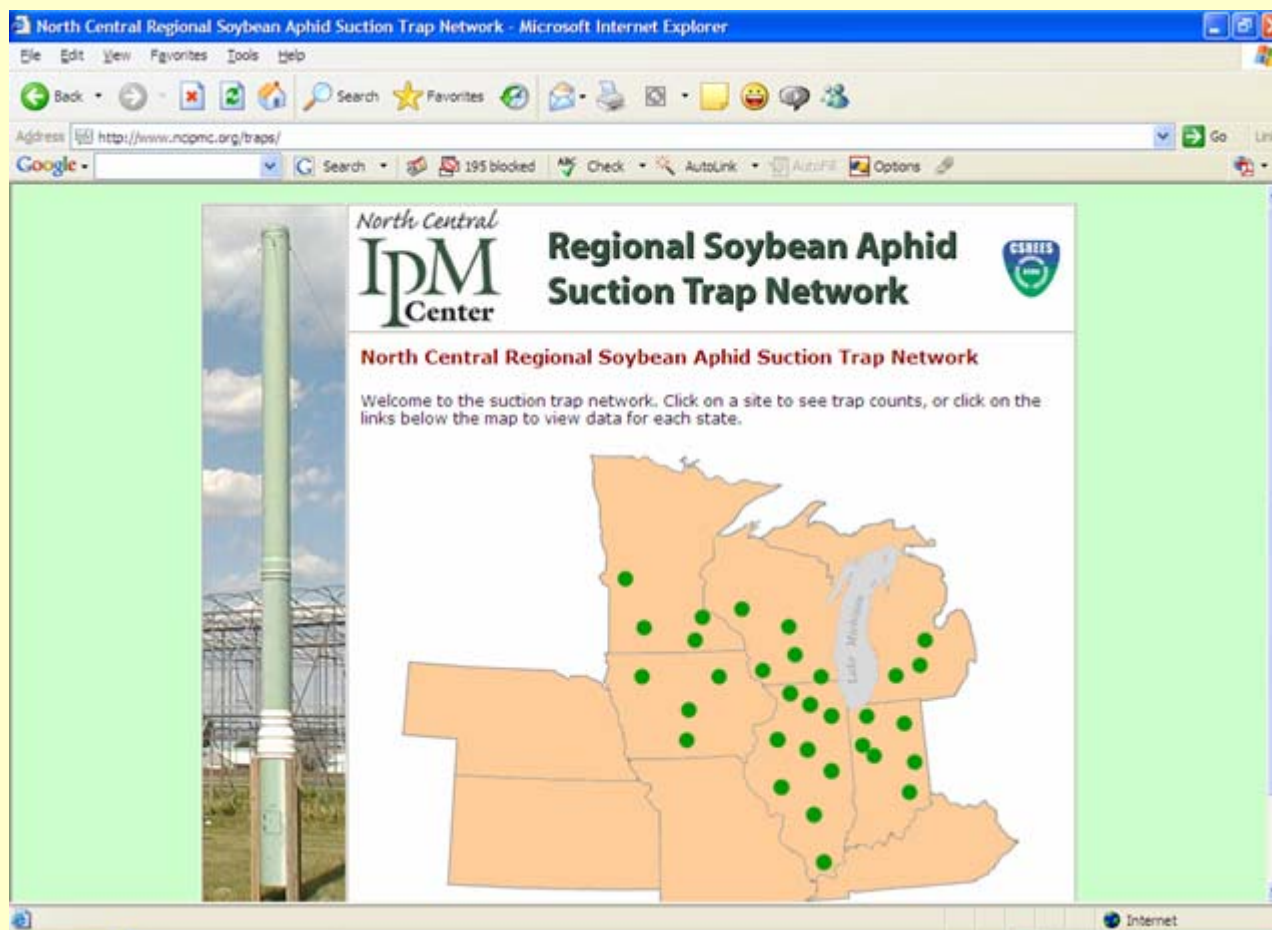 North Central Regional Soybean Aphid Suction Trap Network - Microsoft Internet Explorer
File Edit View Favorites Tools Help
Back Search Favorites
Address http://www.ncpmc.org/traps/ Go
Google Search 195 blocked Check AutoLink AutoFill Options
North Central
IPM
Center
Regional Soybean Aphid
Suction Trap Network
CSREES
North Central Regional Soybean Aphid Suction Trap Network
Welcome to the suction trap network. Click on a site to see trap counts, or click on the
links below the map to view data for each state.
Lake Michigan
Internet